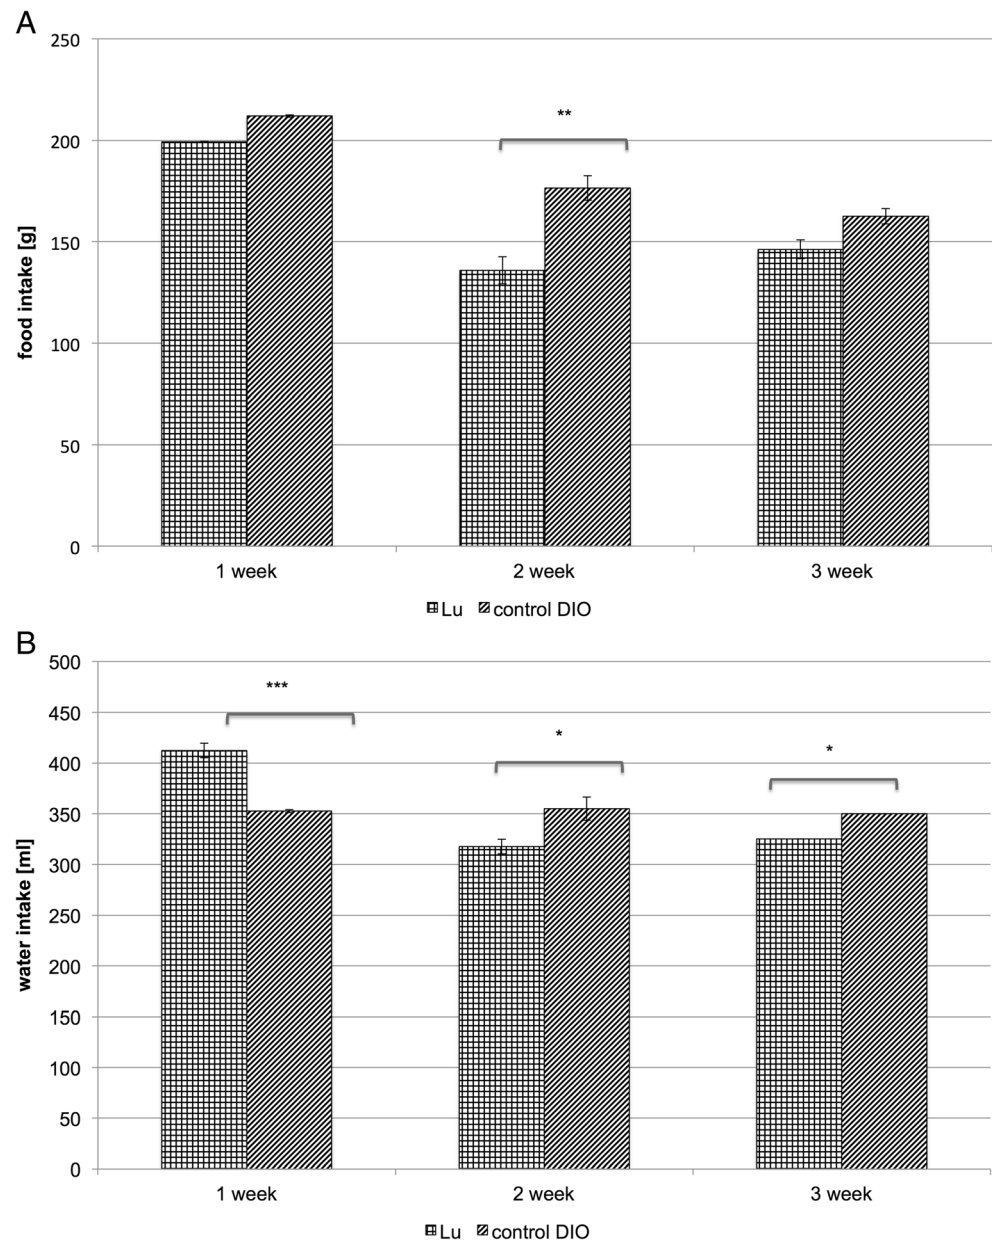 A
250
200
150
100
50
0
food intake [g]
**
1 week 2 week 3 week
Lu control DIO
B
500
450
400
350
300
250
200
150
100
50
0
water intake [ml]
***
*
*
1 week 2 week 3 week
Lu control DIO